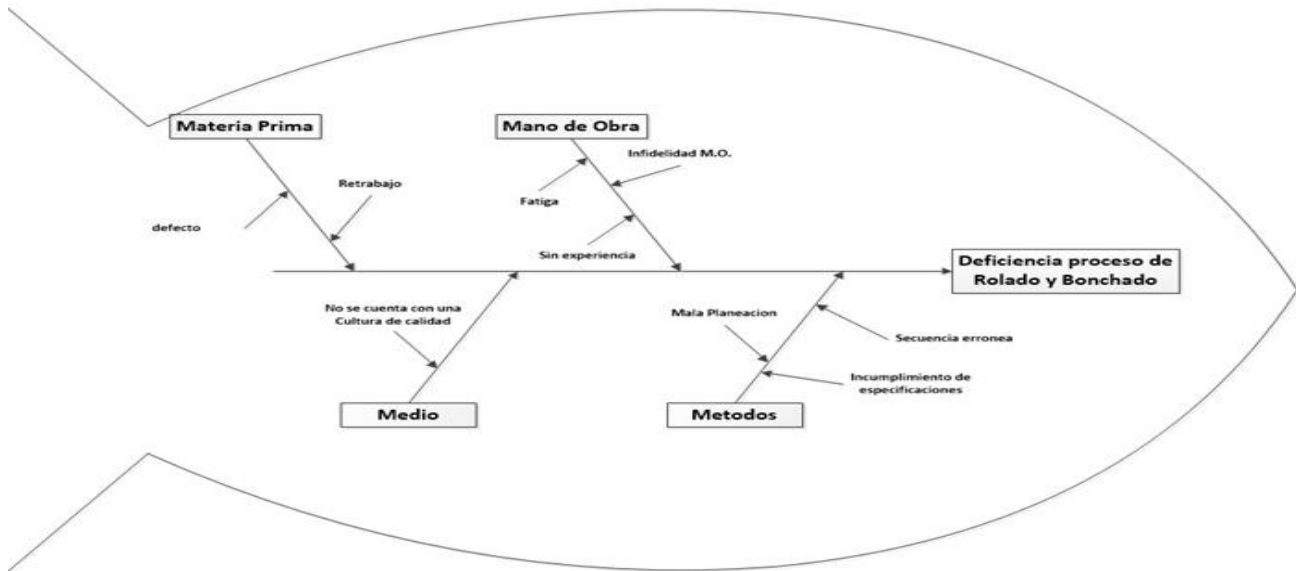 Materia Prima
Mano de Obra
Infidelidad M.O.
Retrabajo
Fatiga
defecto
Sin experiencia
Deficiencia proceso de
Rolado y Bonchado
No se cuenta con una
Cultura de calidad
Mala Planeacion
Secuencia erronea
Incumplimiento de
especificaciones
Medio
Metodos